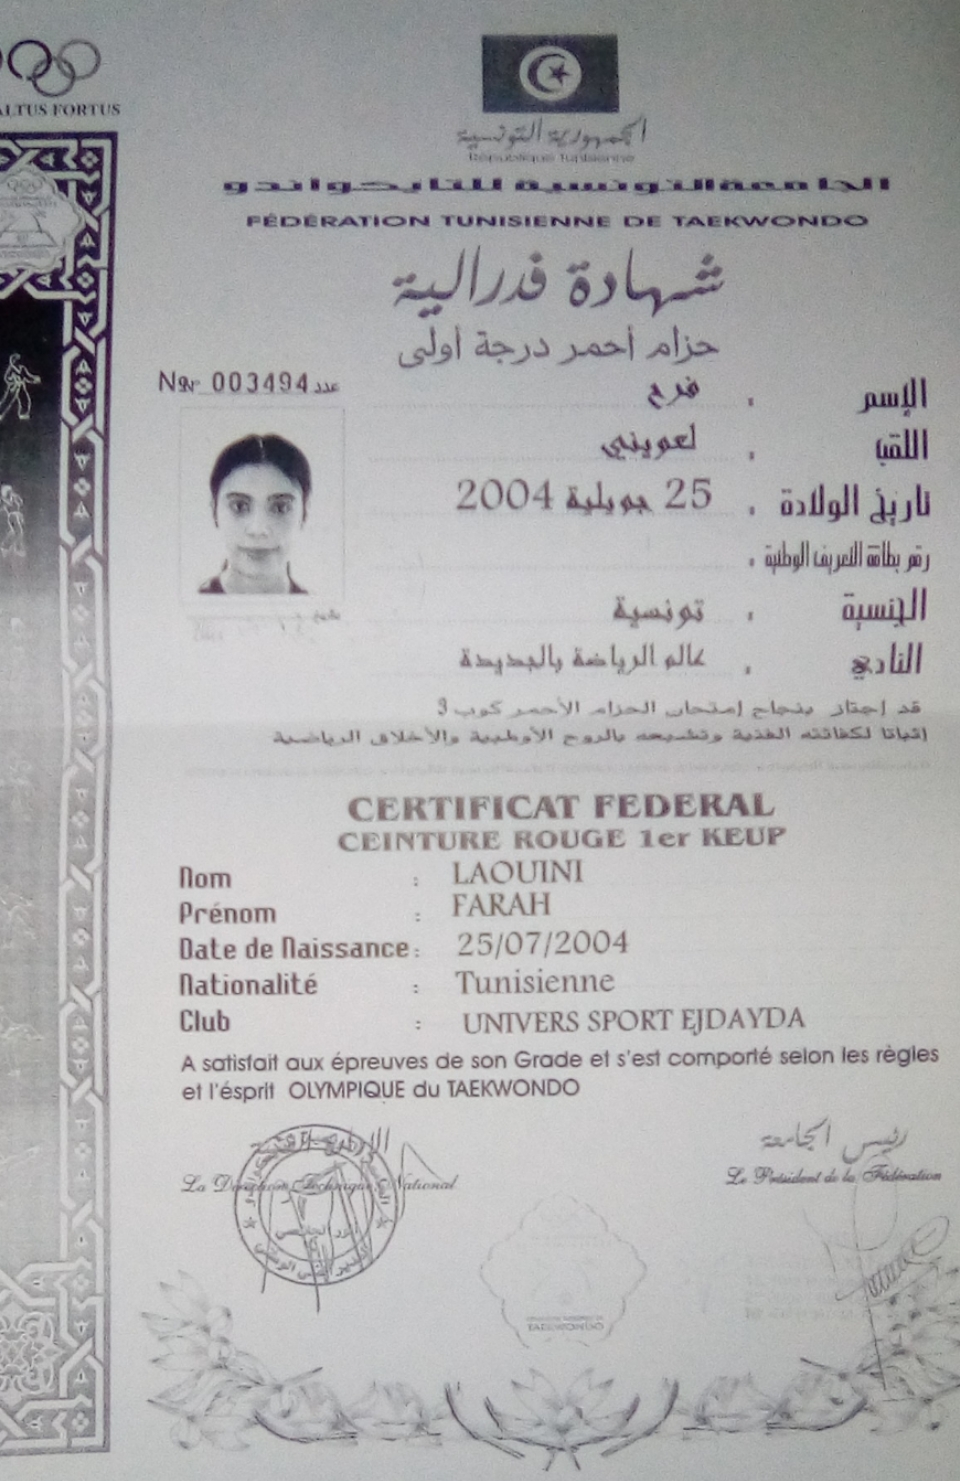 ALTUS FORTUS
الجمهورية التونسية
République Tunisienne
الجامعة التونسية للتايكواندو
FÉDÉRATION TUNISIENNE DE TAEKWONDO
شهادة فدرالية
حزام أحمر درجة أولى
003494 عدد
الإسم : فرح
اللقب : لعويني
تاريخ الولادة : 25 جويلية 2004
رقم بطاقة التعريف الوطنية :
الجنسية : تونسية
النادي : عالم الرياضة بالجديدة
قد إجتاز بنجاح إمتحان الحزام الأحمر كوب
إثباتا لكفائته الفنية وتشبعه بالروح الأولمبية والأخلاق الرياضية
CERTIFICAT FEDERAL
CEINTURE ROUGE 1er KEUP
Nom : LAOUINI
Prénom : FARAH
Date de Naissance : 25/07/2004
Nationalité : Tunisienne
Club : UNIVERS SPORT EJDAYDA
A satisfait aux épreuves de son Grade et s'est comporté selon les règles
et l'ésprit OLYMPIQUE du TAEKWONDO
رئيس الجامعة
La Direction Technique National
Le Président de la Fédération
TAEKWONDO